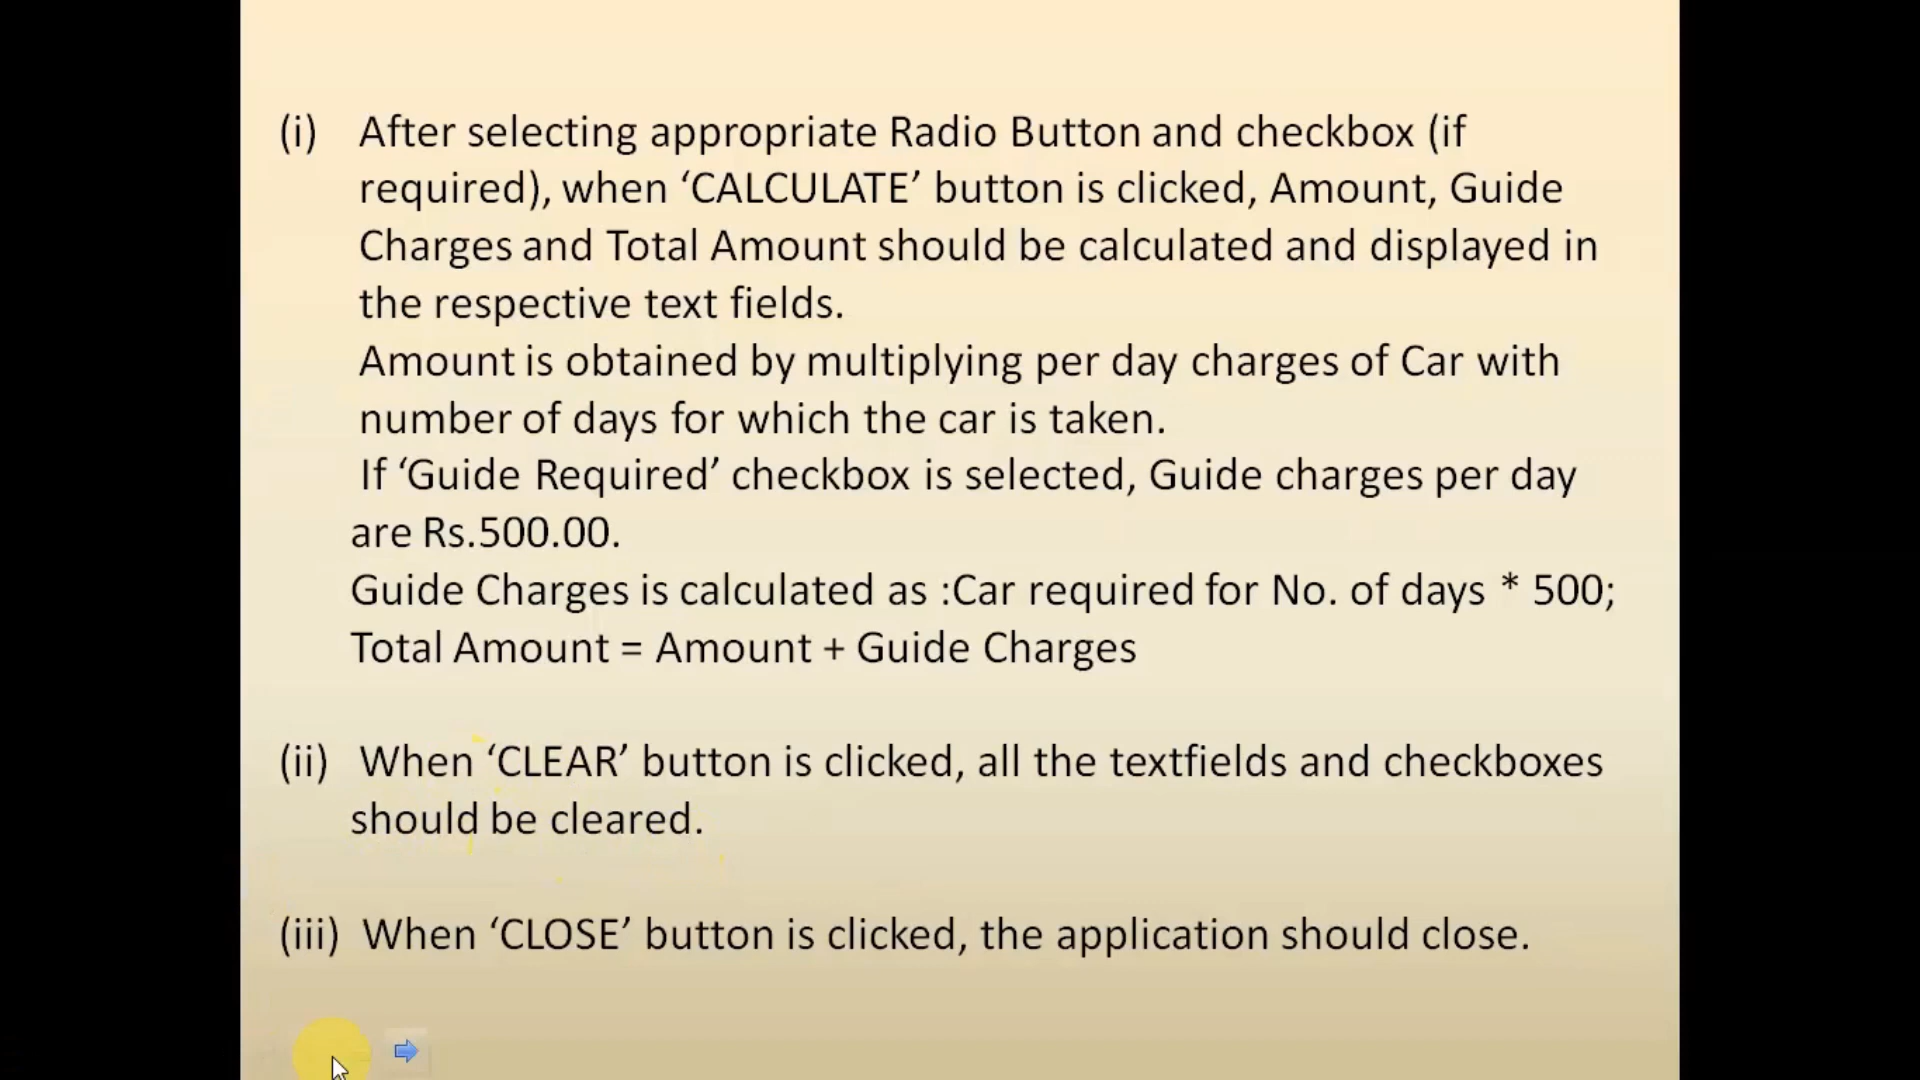 (i) After selecting appropriate Radio Button and checkbox (if
required), when ‘CALCULATE’ button is clicked, Amount, Guide
Charges and Total Amount should be calculated and displayed in
the respective text fields.
Amount is obtained by multiplying per day charges of Car with
number of days for which the car is taken.
If ‘Guide Required’ checkbox is selected, Guide charges per day
are Rs.500.00.
Guide Charges is calculated as :Car required for No. of days * 500;
Total Amount = Amount + Guide Charges
(ii) When ‘CLEAR’ button is clicked, all the textfields and checkboxes
should be cleared.
(iii) When ‘CLOSE’ button is clicked, the application should close.